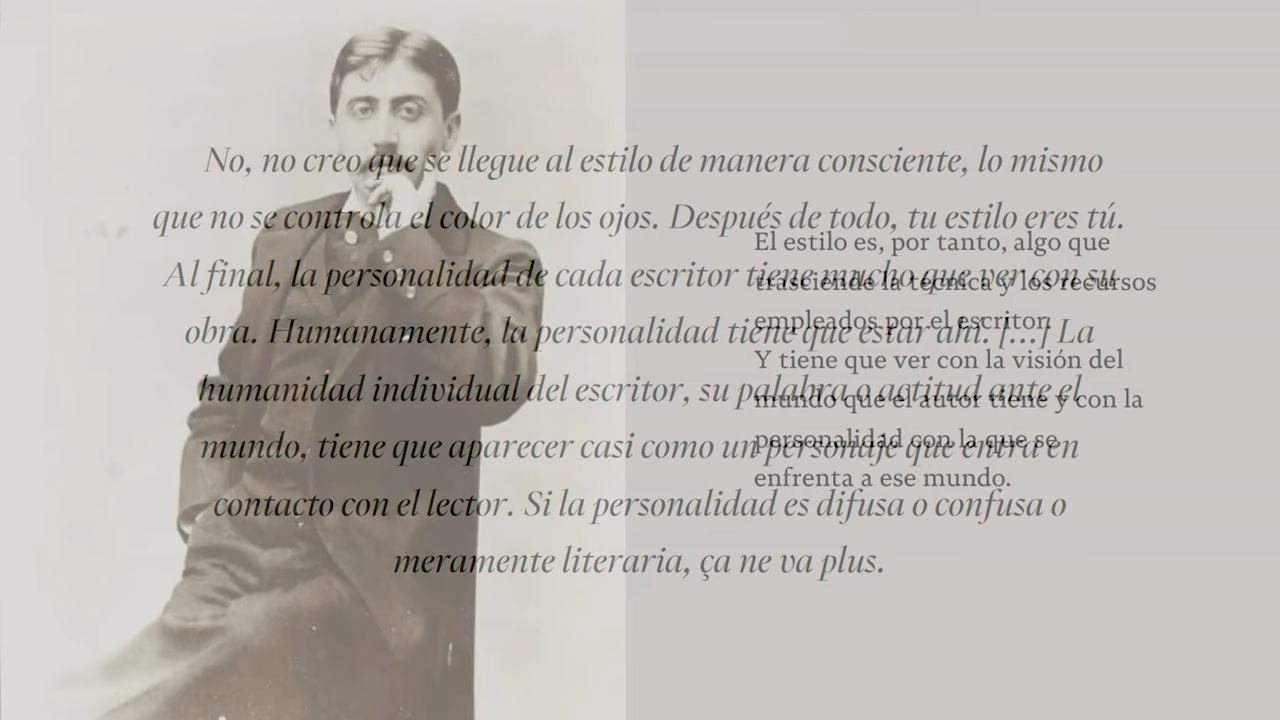 No, no creo que se llegue al estilo de manera consciente, lo mismo
que no se controla el color de los ojos. Después de todo, tu estilo eres tú.
Al final, la personalidad de cada escritor tiene mucho que ver con su
obra. Humanamente, la personalidad tiene que estar ahí. [...] La
humanidad individual del escritor, su palabra o actitud ante el
mundo, tiene que aparecer casi como un personaje que entra en
contacto con el lector. Si la personalidad es difusa o confusa o
meramente literaria, ça ne va plus.
El estilo es, por tanto, algo que
trasciende la técnica y los recursos
empleados por el escritor.
Y tiene que ver con la visión del
mundo que el autor tiene y con la
personalidad con la que se
enfrenta a ese mundo.